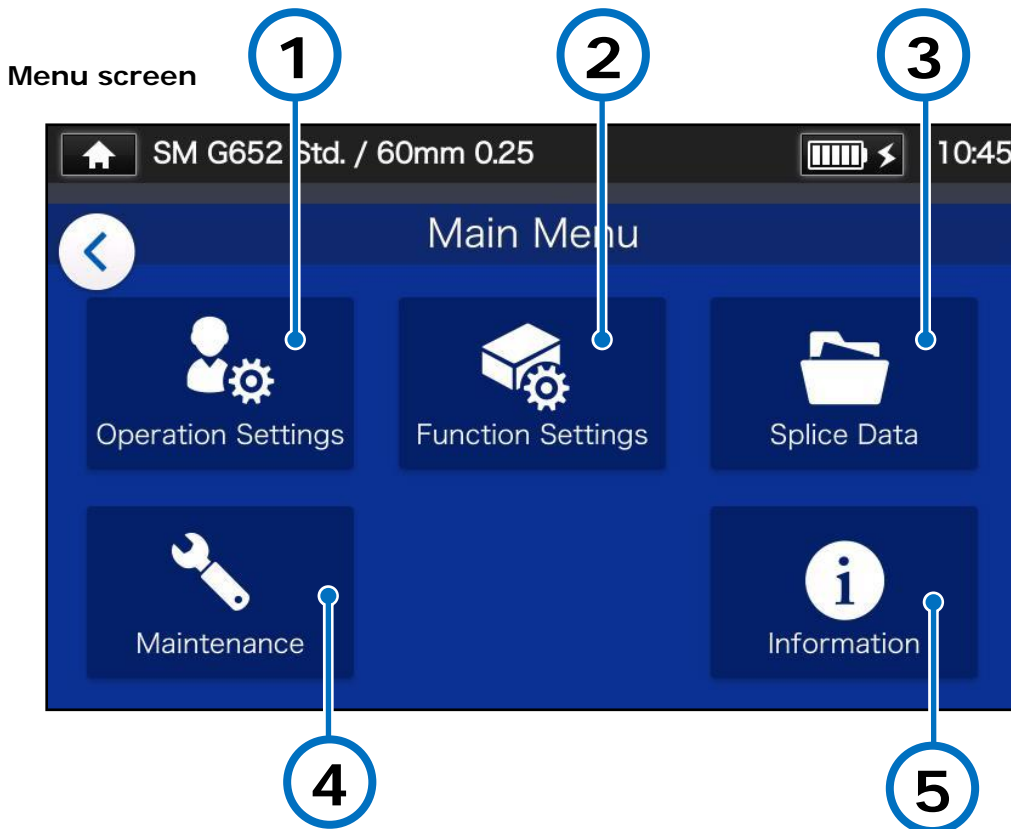 1
2
3
Menu screen
SM G652 Std. / 60mm 0.25
10:45
Main Menu
Operation Settings
Function Settings
Splice Data
Maintenance
Information
4
5